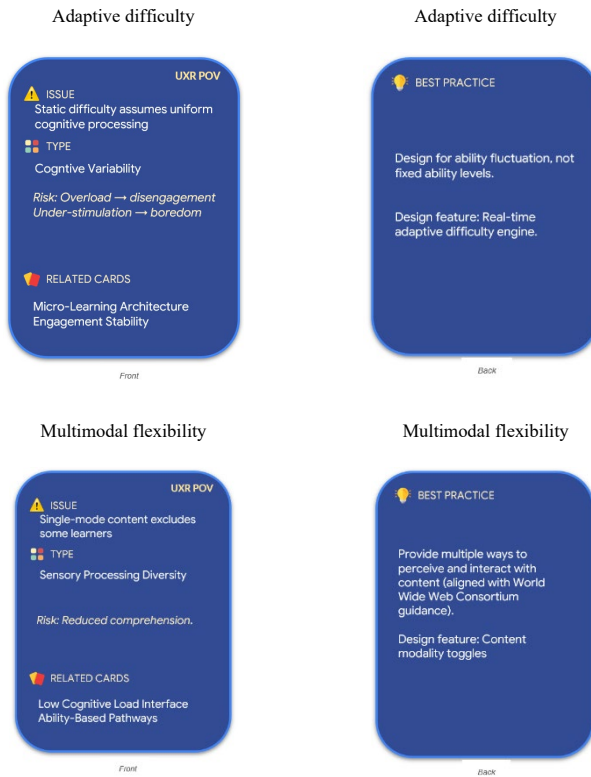 Adaptive difficulty
UXR POV
ISSUE
Static difficulty assumes uniform
cognitive processing
TYPE
Cogntive Variability
Risk: Overload → disengagement
Under-stimulation → boredom
RELATED CARDS
Micro-Learning Architecture
Engagement Stability
Front
Adaptive difficulty
BEST PRACTICE
Design for ability fluctuation, not
fixed ability levels.
Design feature: Real-time
adaptive difficulty engine.
Back
Multimodal flexibility
UXR POV
ISSUE
Single-mode content excludes
some learners
TYPE
Sensory Processing Diversity
Risk: Reduced comprehension.
RELATED CARDS
Low Cognitive Load Interface
Ability-Based Pathways
Front
Multimodal flexibility
BEST PRACTICE
Provide multiple ways to
perceive and interact with
content (aligned with World
Wide Web Consortium
guidance).
Design feature: Content
modality toggles
Back